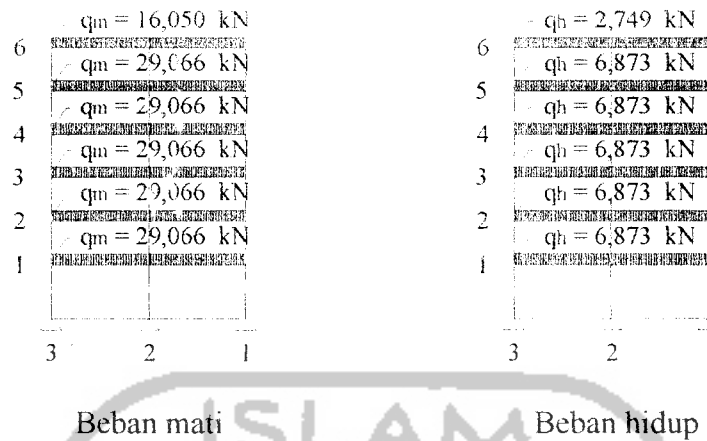 qm = 16,050 kN
6
qm = 29,066 kN
5
qm = 29,066 kN
4
qm = 29,066 kN
3
qm = 29,066 kN
2
qm = 29,066 kN
1
3 2 1
Beban mati
qh = 2,749 kN
6
qh = 6,873 kN
5
qh = 6,873 kN
4
qh = 6,873 kN
3
qh = 6,873 kN
2
qh = 6,873 kN
1
3 2
Beban hidup
ISLAM